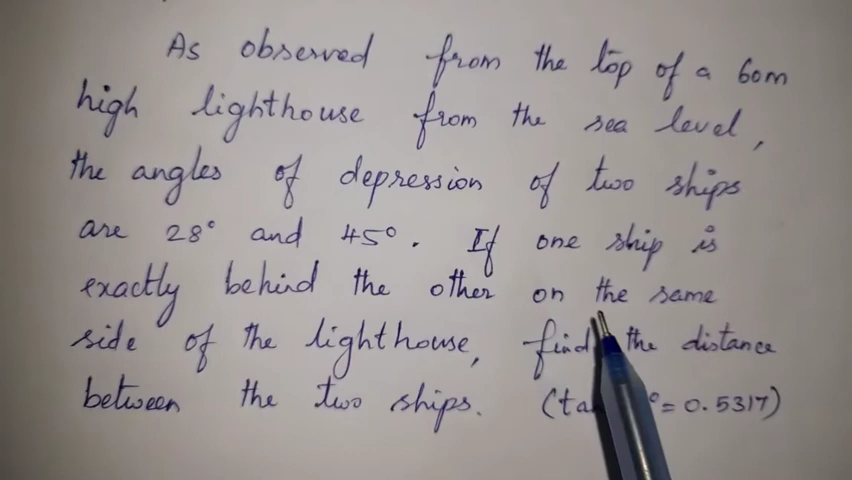 As observed from the top of a 60m
high lighthouse from the sea level,
the angles of depression of two ships
are 28° and 45°. If one ship is
exactly behind the other on the same
side of the lighthouse, find the distance
between the two ships. (ta °= 0.5317)